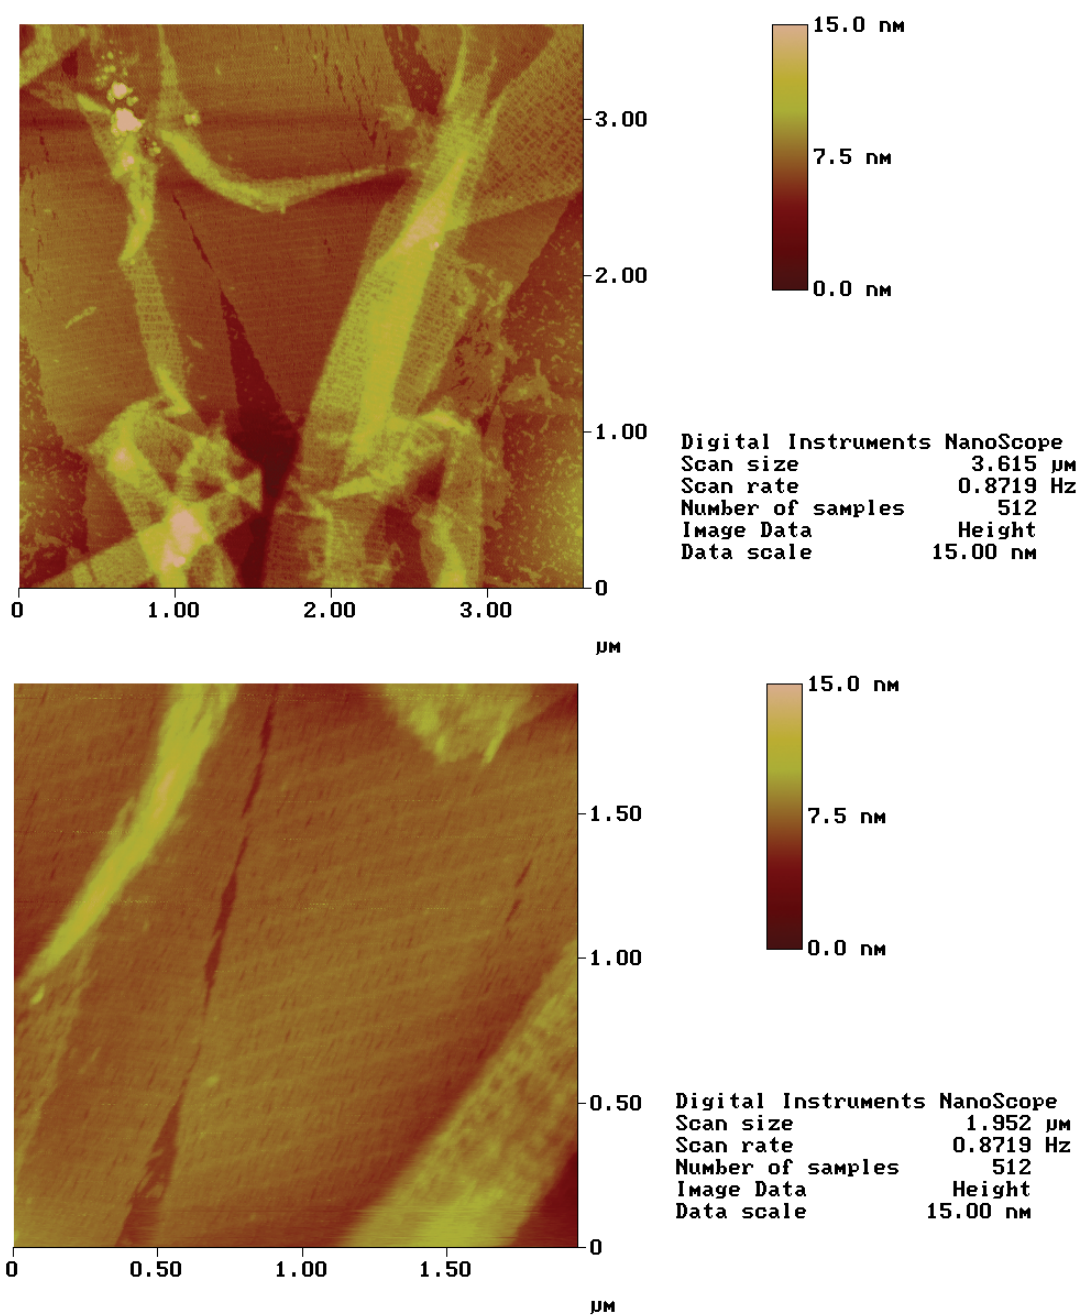 15.0 nm
7.5 nm
0.0 nm
3.00
2.00
1.00
0
0 1.00 2.00 3.00
µM
Digital Instruments NanoScope
Scan size 3.615 µM
Scan rate 0.8719 Hz
Number of samples 512
Image Data Height
Data scale 15.00 nm
15.0 nm
7.5 nm
0.0 nm
1.50
1.00
0.50
0
0 0.50 1.00 1.50
µM
Digital Instruments NanoScope
Scan size 1.952 µM
Scan rate 0.8719 Hz
Number of samples 512
Image Data Height
Data scale 15.00 nm